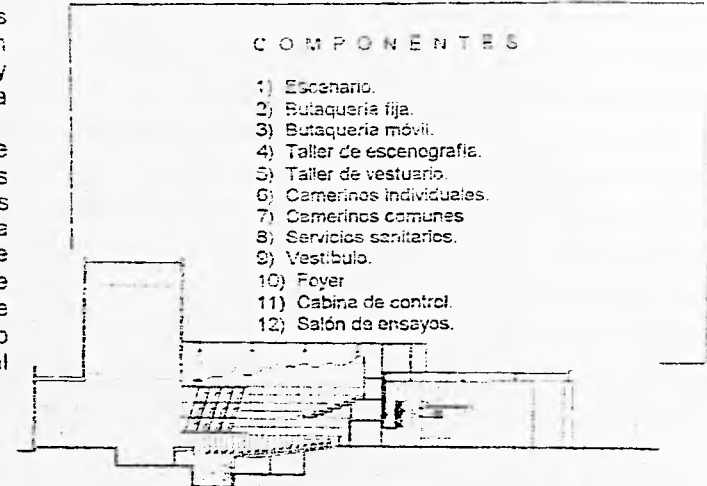 COMPONENTES
1) Escenario.
2) Butaquería fija.
3) Butaquería móvil.
4) Taller de escenografía.
5) Taller de vestuario.
6) Camerinos individuales.
7) Camerinos comunes
8) Servicios sanitarios.
9) Vestíbulo.
10) Foyer
11) Cabina de control.
12) Salón de ensayos.